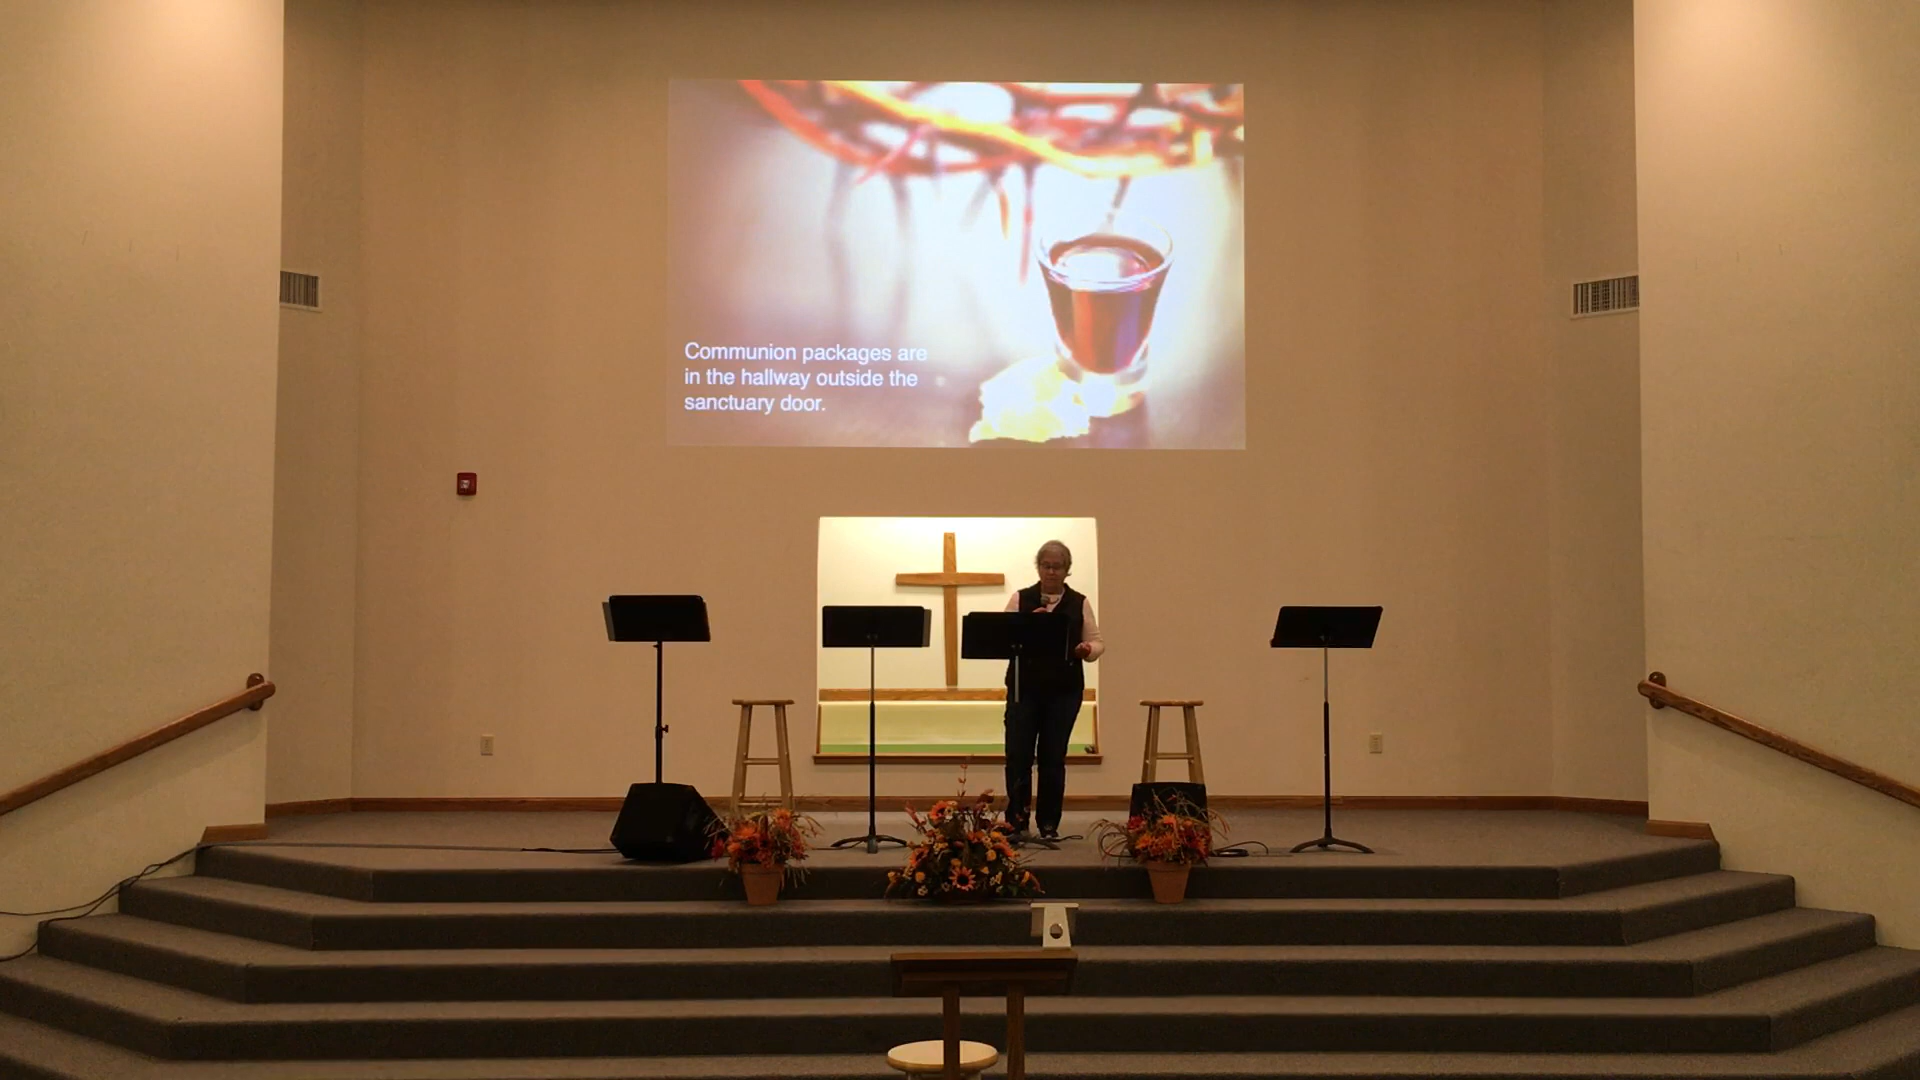 Communion packages are
in the hallway outside the
sanctuary door.